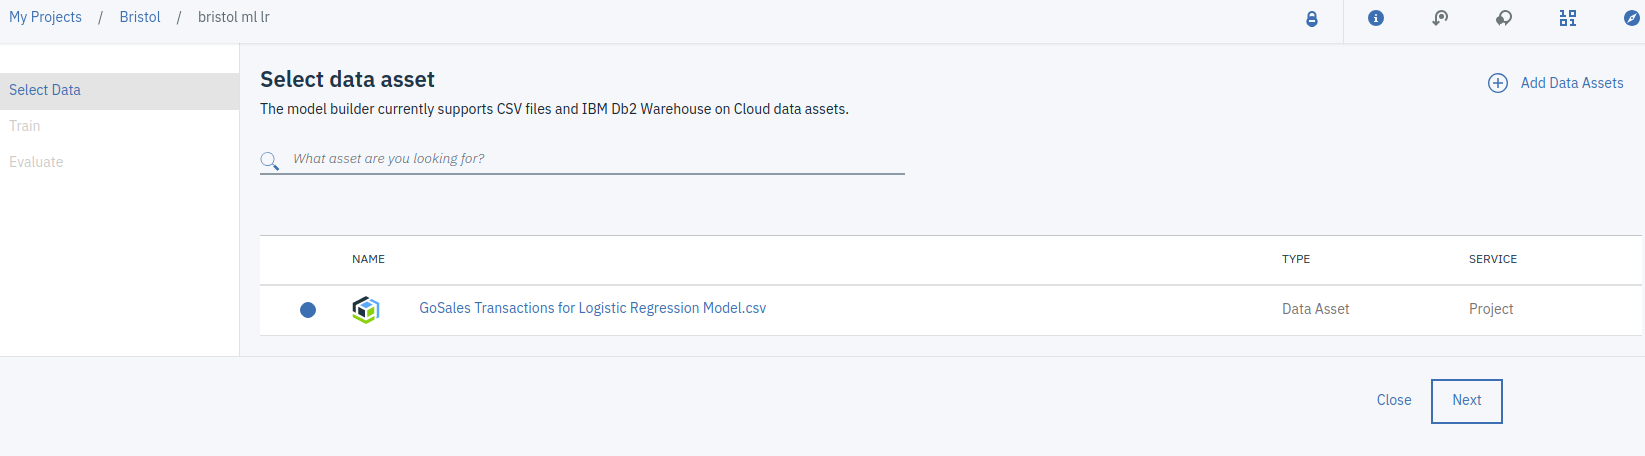 My Projects / Bristol / bristol ml lr
Select Data
Train
Evaluate
Select data asset
The model builder currently supports CSV files and IBM Db2 Warehouse on Cloud data assets.
Add Data Assets
What asset are you looking for?
NAME TYPE SERVICE
GoSales Transactions for Logistic Regression Model.csv Data Asset Project
Close Next